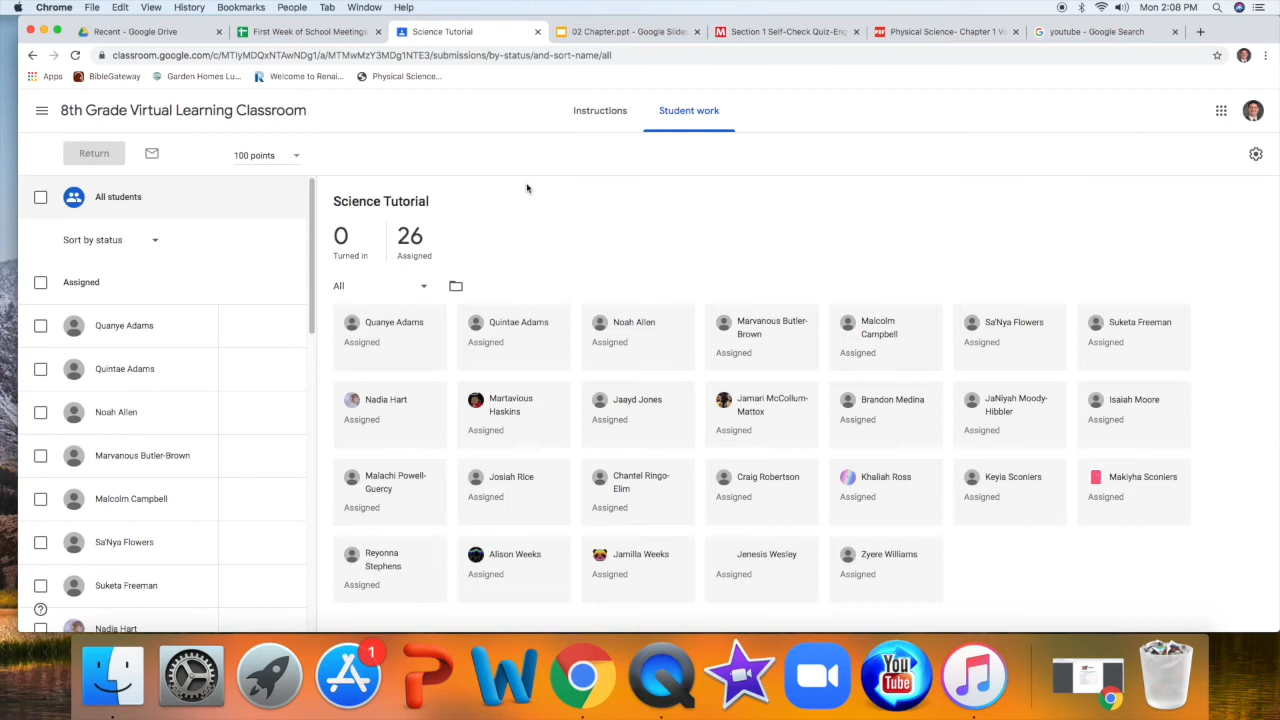 Chrome File Edit View History Bookmarks People Tab Window Help Mon 2:08 PM
Recent - Google Drive First Week of School Meetings Science Tutorial 02 Chapter.ppt - Google Slides Section 1 Self-Check Quiz-Eng Physical Science- Chapter 1 Vo youtube - Google Search
classroom.google.com/c/MTIyMDQxNTAwNDg1/a/MTMwMzY3MDg1NTE3/submissions/by-status/and-sort-name/all
Apps BibleGateway Garden Homes Lu... Welcome to Renai... Physical Science...
8th Grade Virtual Learning Classroom Instructions Student work
Return 100 points
All students
Sort by status
Assigned
Quanye Adams
Quintae Adams
Noah Allen
Marvanous Butler-Brown
Malcolm Campbell
Sa'Nya Flowers
Suketa Freeman
Nadia Hart
Science Tutorial
0 26
Turned in Assigned
All
Quanye Adams
Assigned
Quintae Adams
Assigned
Noah Allen
Assigned
Marvanous Butler-
Brown
Assigned
Malcolm
Campbell
Assigned
Sa'Nya Flowers
Assigned
Suketa Freeman
Assigned
Nadia Hart
Assigned
Martavious
Haskins
Assigned
Jaayd Jones
Assigned
Jamari McCollum-
Mattox
Assigned
Brandon Medina
Assigned
JaNiyah Moody-
Hibbler
Assigned
Isaiah Moore
Assigned
Malachi Powell-
Guercy
Assigned
Josiah Rice
Assigned
Chantel Ringo-
Elim
Assigned
Craig Robertson
Assigned
Khaliah Ross
Assigned
Keyla Sconiers
Assigned
Makiyha Sconiers
Assigned
Reyonna
Stephens
Assigned
Alison Weeks
Assigned
Jamilla Weeks
Assigned
Jenesis Wesley
Assigned
Zyere Williams
Assigned
1
You
Tube